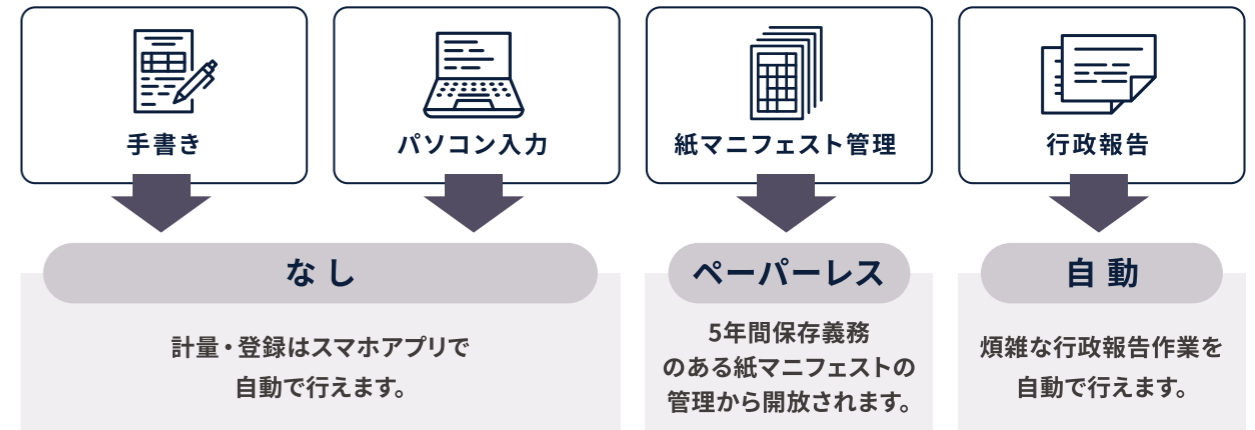 手書き
パソコン入力
紙マニフェスト管理
行政報告
なし
計量・登録はスマホアプリで
自動で行えます。
ペーパーレス
5年間保存義務
のある紙マニフェストの
管理から開放されます。
自動
煩雑な行政報告作業を
自動で行えます。